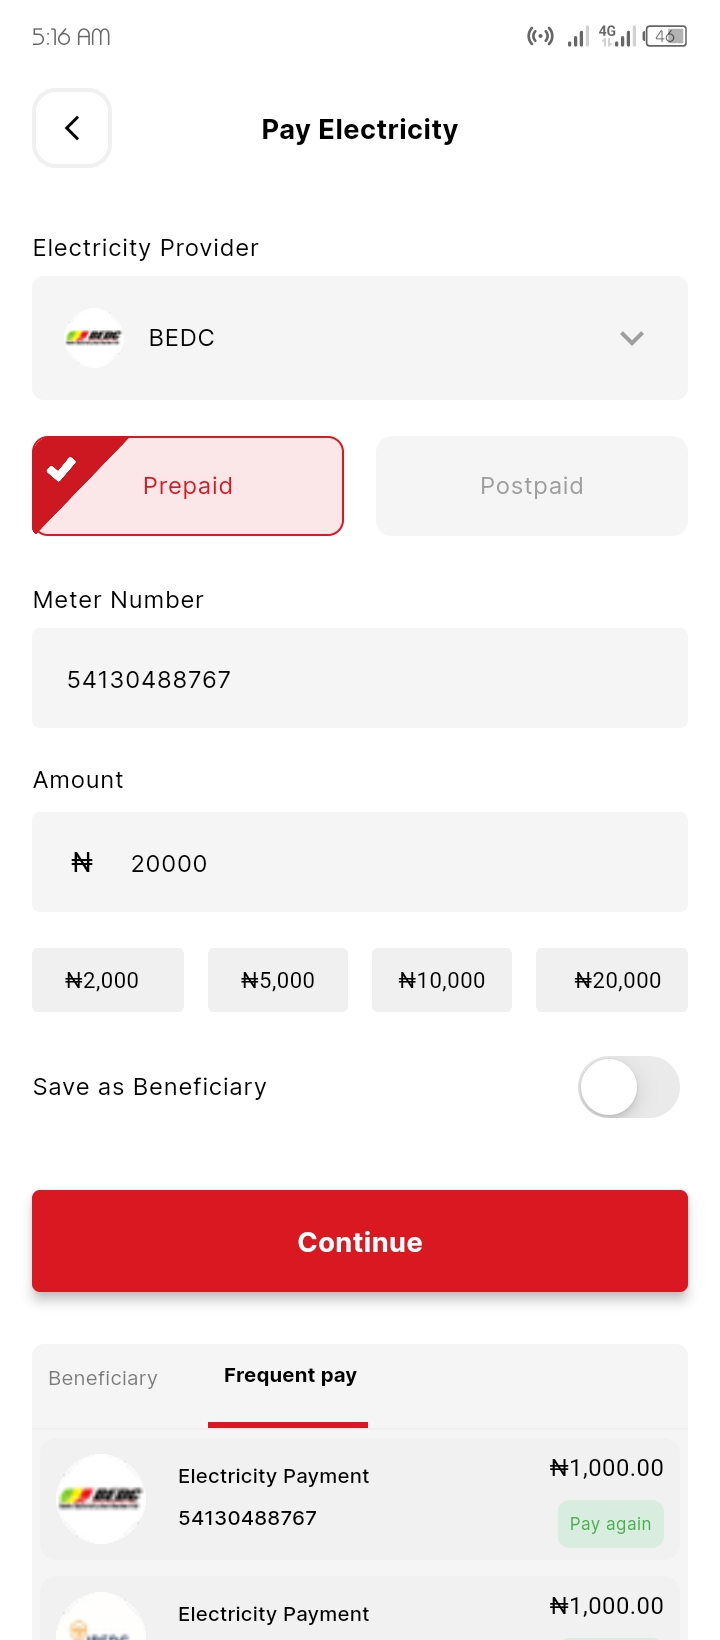 5:16 AM
4G
46
Pay Electricity
Electricity Provider
BEDC
BEDC
Prepaid
Postpaid
Meter Number
54130488767
Amount
₦ 20000
₦2,000 ₦5,000 ₦10,000 ₦20,000
Save as Beneficiary
Continue
Beneficiary Frequent pay
BEDC
Electricity Payment ₦1,000.00
54130488767
Pay again
Electricity Payment ₦1,000.00
BEDC